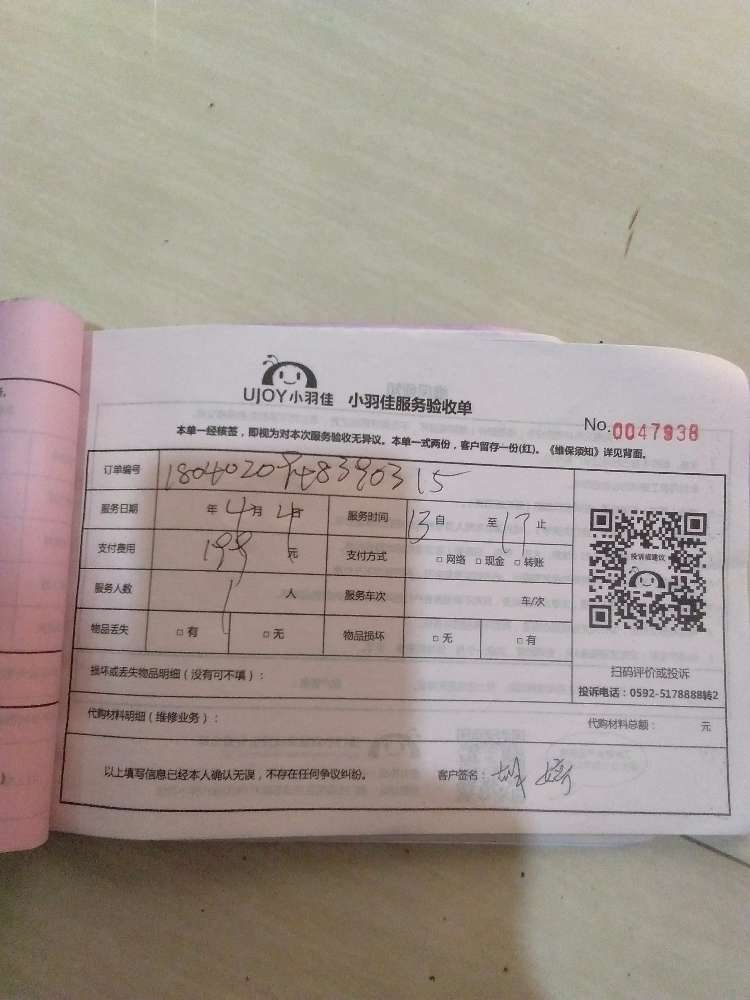 UJOY小羽佳 小羽佳服务验收单
No.0047938
本单一经核签，即视为对本次服务验收无异议。本单一式两份，客户留存一份(红)。《维保须知》详见背面。
订单编号
服务日期 年 4 月 4 日 服务时间 13 自 至 17 止
支付费用 199 元 支付方式 □ 网络 □ 现金 □ 转账
服务人数 1 人 服务车次 车/次
物品丢失 □ 有 □ 无 物品损坏 □ 无 □ 有
投诉或建议
扫码评价或投诉
投诉电话：0592-5178888转2
损坏或丢失物品明细（没有可不填）：
代购材料明细（维修业务）： 代购材料总额： 元
以上填写信息已经本人确认无误，不存在任何争议纠纷。 客户签名：